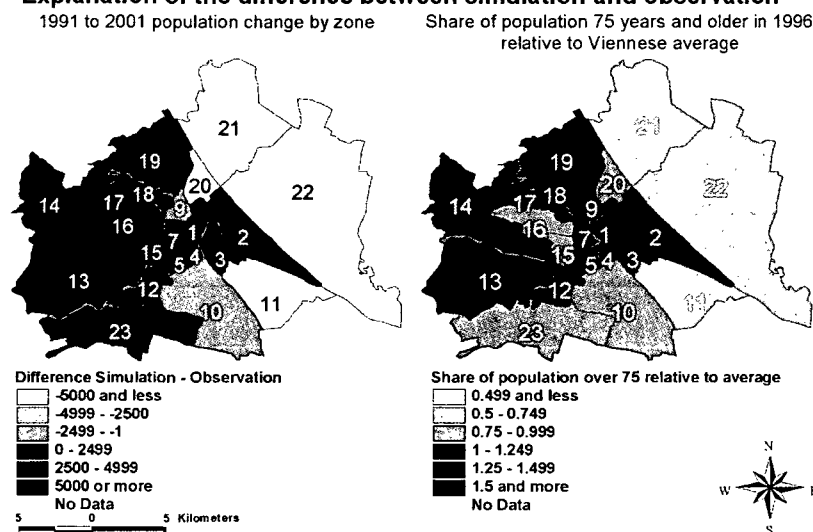 Explanation of the difference between simulation and observation
1991 to 2001 population change by zone
Share of population 75 years and older in 1996
relative to Viennese average
21
19
20
22
14
17
18
9
16
7
1
2
15
5
4
3
13
12
10
11
23
21
19
20
22
14
17
18
9
16
7
1
2
15
5
4
3
13
12
10
11
23
Difference Simulation - Observation
-5000 and less
-4999 - -2500
-2499 - -1
0 - 2499
2500 - 4999
5000 or more
No Data
5 0 5 Kilometers
Share of population over 75 relative to average
0.499 and less
0.5 - 0.749
0.75 - 0.999
1 - 1.249
1.25 - 1.499
1.5 and more
No Data
N
W E
S